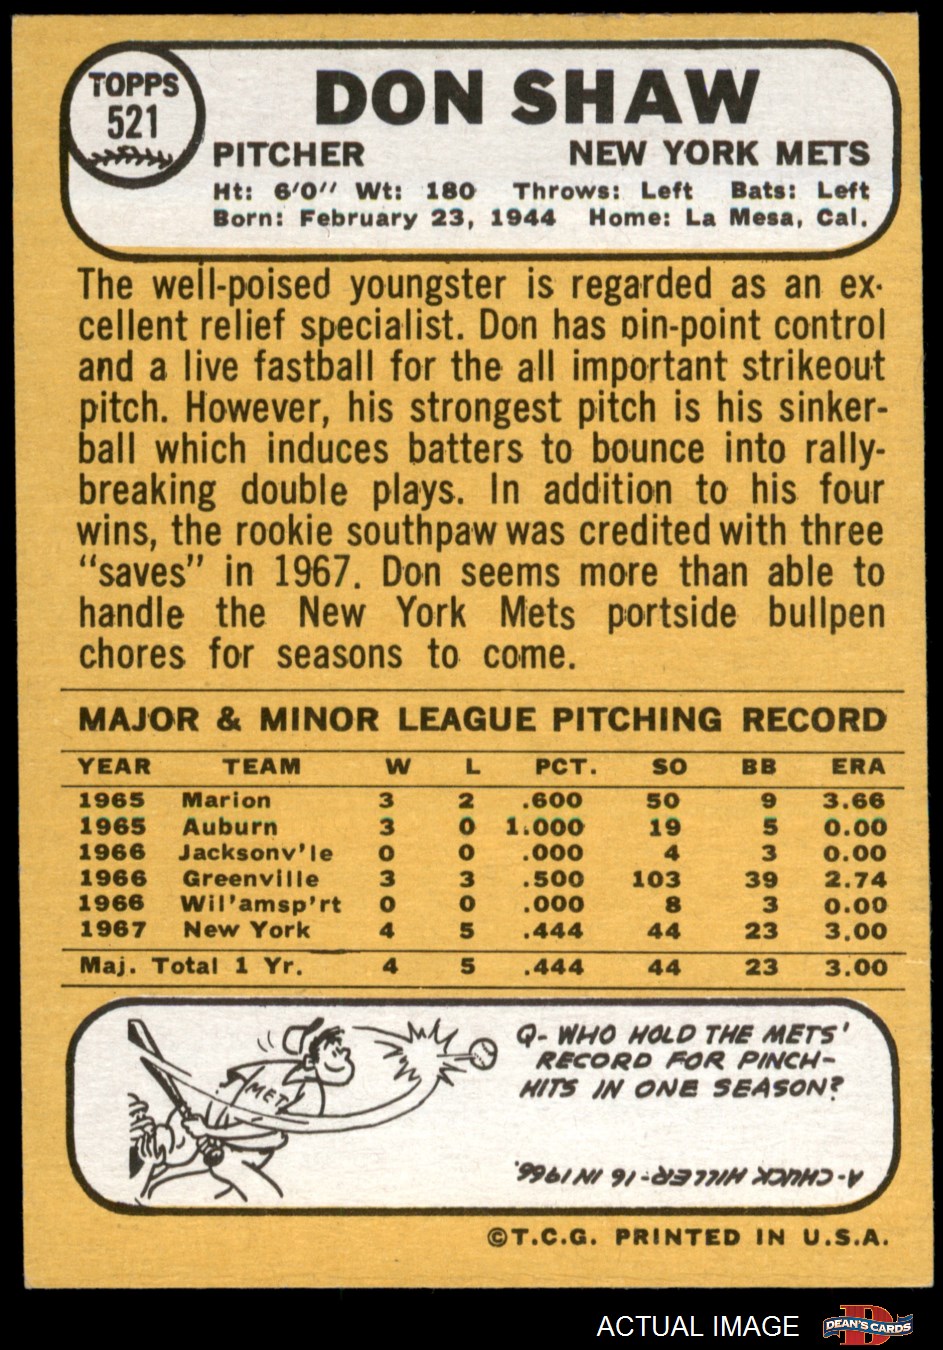 TOPPS
521
DON SHAW
PITCHER NEW YORK METS
Ht: 6'0" Wt: 180 Throws: Left Bats: Left
Born: February 23, 1944 Home: La Mesa, Cal.
The well-poised youngster is regarded as an ex-
cellent relief specialist. Don has pin-point control
and a live fastball for the all important strikeout
pitch. However, his strongest pitch is his sinker-
ball which induces batters to bounce into rally-
breaking double plays. In addition to his four
wins, the rookie southpaw was credited with three
"saves" in 1967. Don seems more than able to
handle the New York Mets portside bullpen
chores for seasons to come.
MAJOR & MINOR LEAGUE PITCHING RECORD
YEAR TEAM W L PCT. SO BB ERA
1965 Marion 3 2 .600 50 9 3.66
1965 Auburn 3 0 1.000 19 5 0.00
1966 Jacksonv'le 0 0 .000 4 3 0.00
1966 Greenville 3 3 .500 103 39 2.74
1966 Wil'amsp'rt 0 0 .000 8 3 0.00
1967 New York 4 5 .444 44 23 3.00
Maj. Total 1 Yr. 4 5 .444 44 23 3.00
METS
Q- WHO HOLD THE METS'
RECORD FOR PINCH-
HITS IN ONE SEASON?
A-CHUCK HILLER-16 IN 1966.
©T.C.G. PRINTED IN U.S.A.
ACTUAL IMAGE
D
DEAN'S CARDS